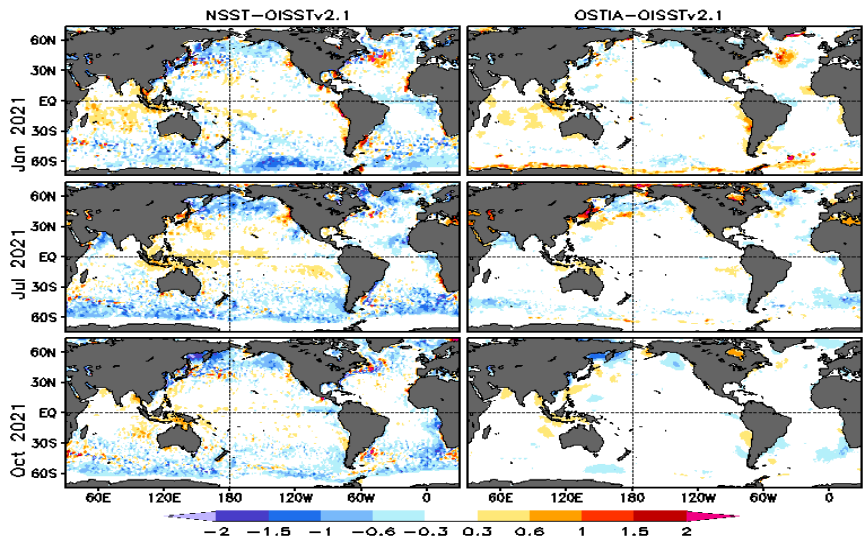 NSST-OISSTv2.1 OSTIA-OISSTv2.1
60N
30N
EQ
30S
60S
Jan 2021
60N
30N
EQ
30S
60S
Jul 2021
60N
30N
EQ
30S
60S
Oct 2021
60E 120E 180 120W 60W 0 60E 120E 180 120W 60W 0 30E
-2 -1.5 -1 -0.6 -0.3 0.3 0.6 1 1.5 2